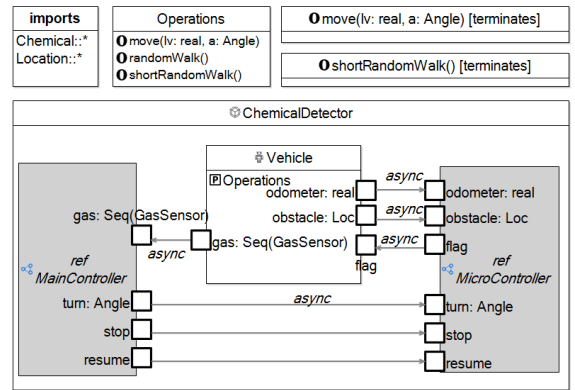 imports
Chemical::*
Location::*
Operations
O move(lv: real, a: Angle)
O randomWalk()
O shortRandomWalk()
O move(lv: real, a: Angle) [terminates]
O shortRandomWalk() [terminates]
ChemicalDetector
Vehicle
P Operations
odometer: real
async
odometer: real
obstacle: Loc
async
obstacle: Loc
gas: Seq(GasSensor)
async
gas: Seq(GasSensor)
flag
async
flag
ref
MainController
ref
MicroController
turn: Angle
async
turn: Angle
stop
stop
resume
resume